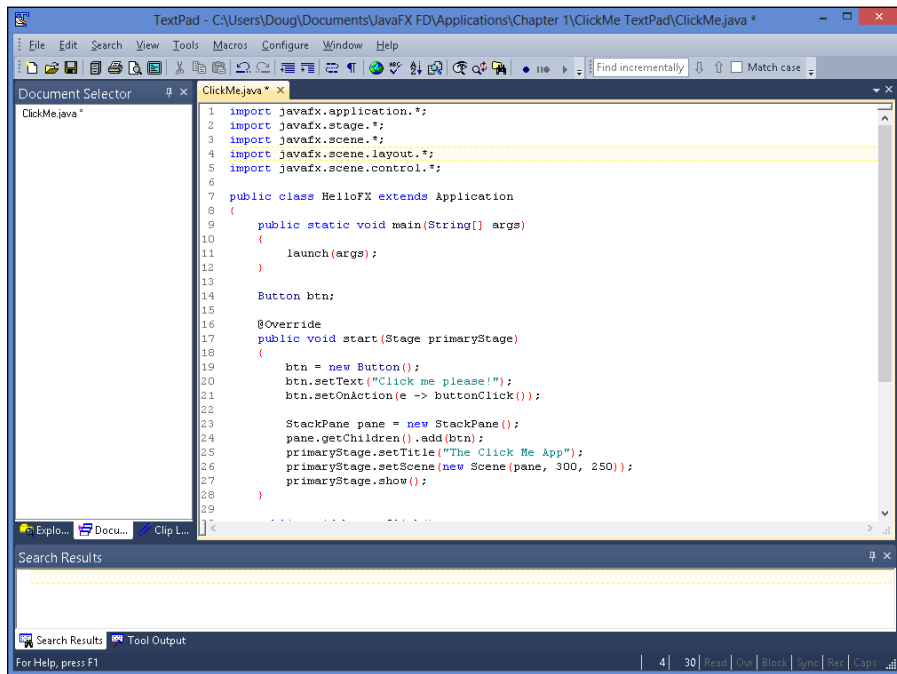 TextPad - C:\Users\Doug\Documents\JavaFX FD\Applications\Chapter 1\ClickMe TextPad\ClickMe.java *
File Edit Search View Tools Macros Configure Window Help
Find incrementally Match case
Document Selector
ClickMe.java *
ClickMe.java *
1 import javafx.application.*;
2 import javafx.stage.*;
3 import javafx.scene.*;
4 import javafx.scene.layout.*;
5 import javafx.scene.control.*;
6
7 public class HelloFX extends Application
8 {
9     public static void main(String[] args)
10     {
11         launch(args);
12     }
13
14     Button btn;
15
16     @Override
17     public void start(Stage primaryStage)
18     {
19         btn = new Button();
20         btn.setText("Click me please!");
21         btn.setOnAction(e -> buttonClick());
22
23         StackPane pane = new StackPane();
24         pane.getChildren().add(btn);
25         primaryStage.setTitle("The Click Me App");
26         primaryStage.setScene(new Scene(pane, 300, 250));
27         primaryStage.show();
28     }
29
Explo... Docu... Clip L...
Search Results
Search Results Tool Output
For Help, press F1 4 30 Read Ovr Block Sync Rec Caps